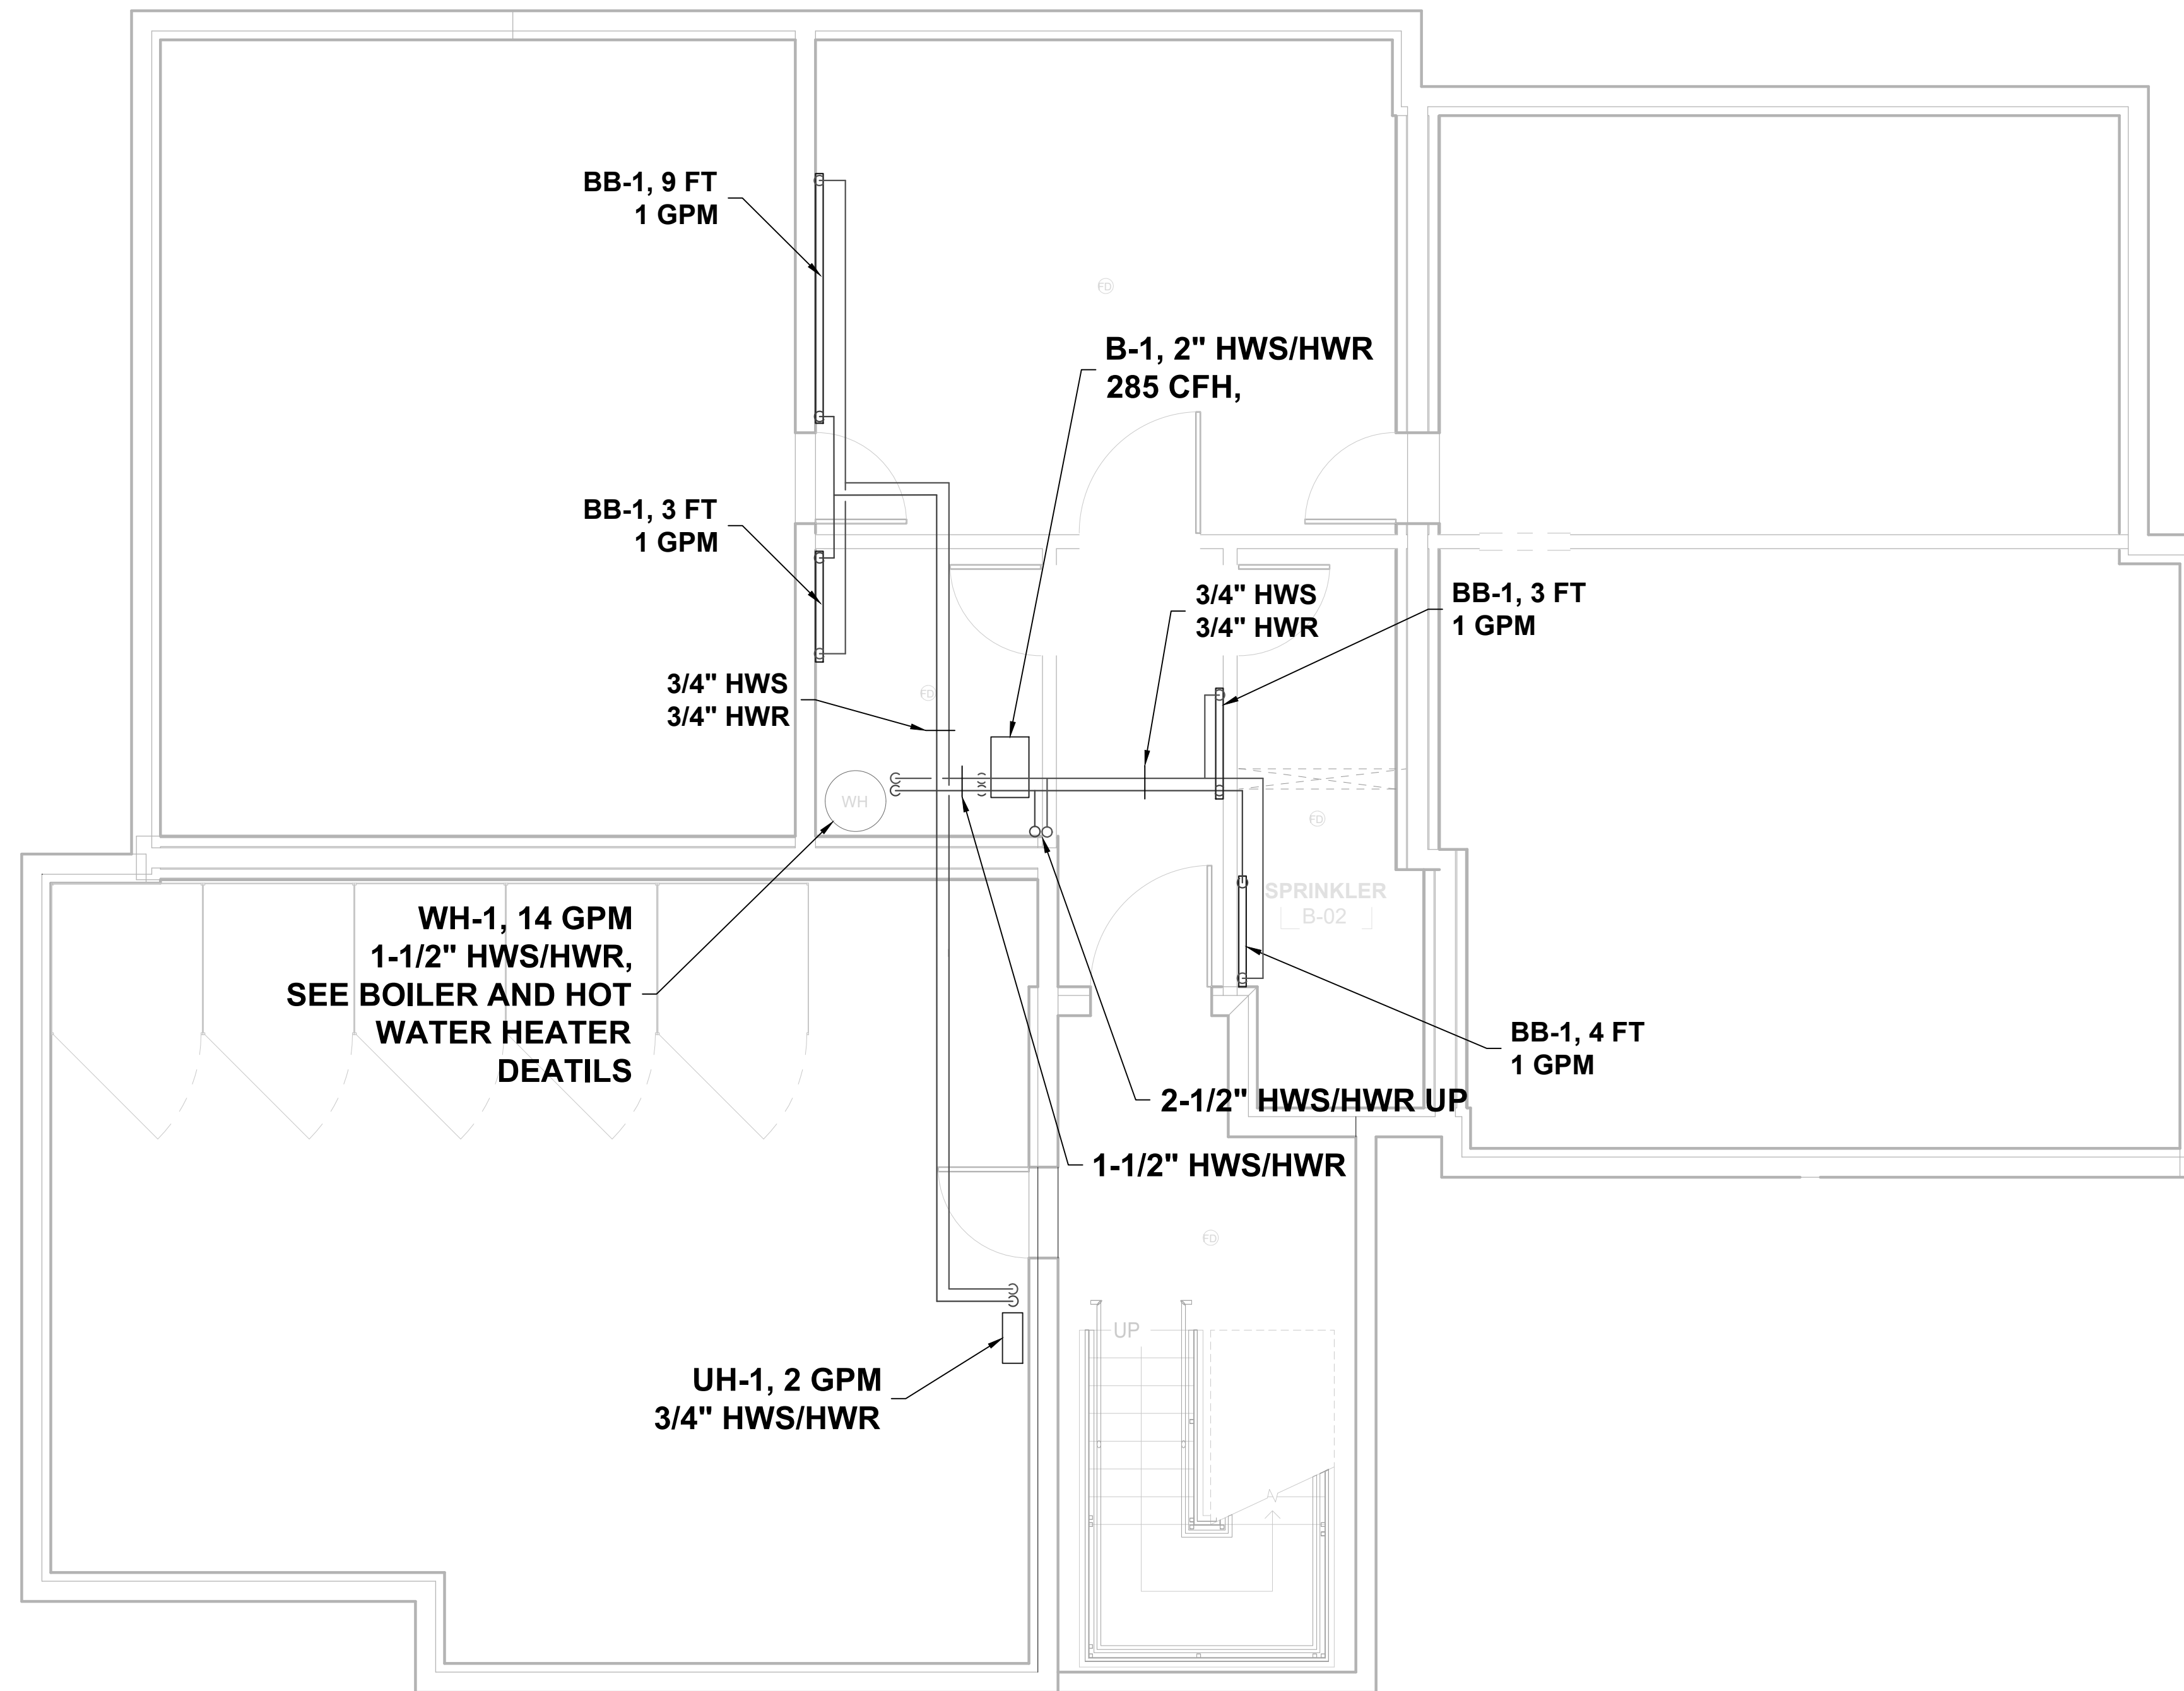 BB-1, 9 FT
1 GPM
FD
B-1, 2" HWS/HWR
285 CFH,
BB-1, 3 FT
1 GPM
3/4" HWS
3/4" HWR
BB-1, 3 FT
1 GPM
3/4" HWS
3/4" HWR
FD
WH
FD
SPRINKLER
B-02
WH-1, 14 GPM
1-1/2" HWS/HWR,
SEE BOILER AND HOT
WATER HEATER
DEATILS
BB-1, 4 FT
1 GPM
2-1/2" HWS/HWR UP
1-1/2" HWS/HWR
FD
UP
UH-1, 2 GPM
3/4" HWS/HWR